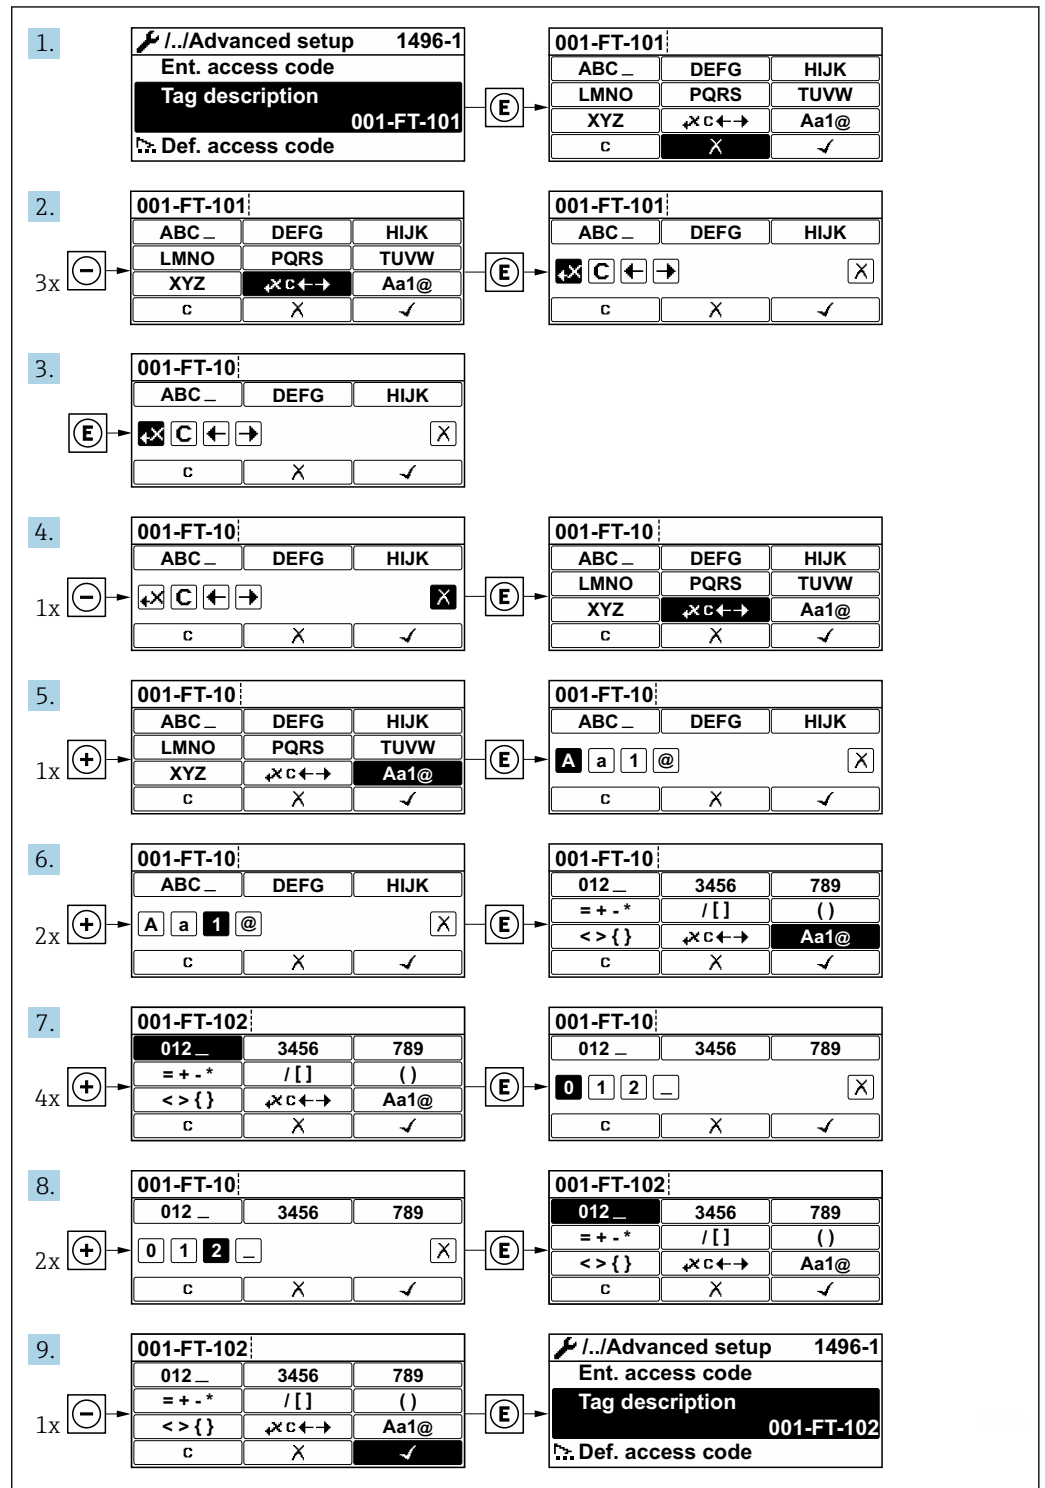 1.
/../Advanced setup 1496-1
Ent. access code
Tag description
001-FT-101
Def. access code
E
001-FT-101
ABC_ DEFG HIJK
LMNO PQRS TUVW
XYZ C Aa1@
C X ✓
2.
3x
-
001-FT-101
ABC_ DEFG HIJK
LMNO PQRS TUVW
XYZ C Aa1@
C X ✓
E
001-FT-101
ABC_ DEFG HIJK
C ← → X
C X ✓
3.
E
001-FT-10
ABC_ DEFG HIJK
C ← → X
C X ✓
4.
1x
-
001-FT-10
ABC_ DEFG HIJK
C ← → X
C X ✓
E
001-FT-10
ABC_ DEFG HIJK
LMNO PQRS TUVW
XYZ C Aa1@
C X ✓
5.
1x
+
001-FT-10
ABC_ DEFG HIJK
LMNO PQRS TUVW
XYZ C Aa1@
C X ✓
E
001-FT-10
ABC_ DEFG HIJK
A a 1 @ X
C X ✓
6.
2x
+
001-FT-10
ABC_ DEFG HIJK
A a 1 @ X
C X ✓
E
001-FT-10
012_ 3456 789
=+-* /[] ()
<>{} C Aa1@
C X ✓
7.
4x
+
001-FT-102
012_ 3456 789
=+-* /[] ()
<>{} C Aa1@
C X ✓
E
001-FT-10
012_ 3456 789
0 1 2 _ X
C X ✓
8.
2x
+
001-FT-10
012_ 3456 789
0 1 2 _ X
C X ✓
E
001-FT-102
012_ 3456 789
=+-* /[] ()
<>{} C Aa1@
C X ✓
9.
1x
-
001-FT-102
012_ 3456 789
=+-* /[] ()
<>{} C Aa1@
C X ✓
E
/../Advanced setup 1496-1
Ent. access code
Tag description
001-FT-102
Def. access code